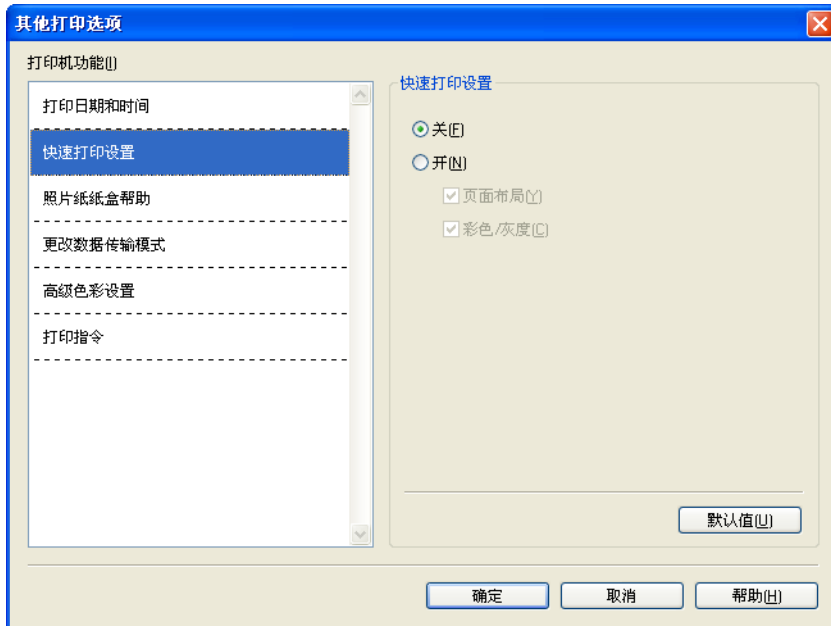 其他打印选项
打印机功能(I)
打印日期和时间
快速打印设置
照片纸纸盒帮助
更改数据传输模式
高级色彩设置
打印指令
快速打印设置
关(F)
开(N)
页面布局(Y)
彩色/灰度(C)
默认值(U)
确定
取消
帮助(H)